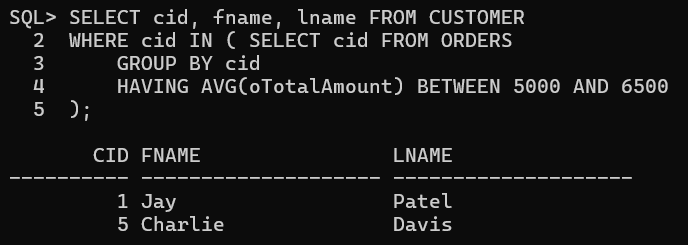 SQL> SELECT cid, fname, lname FROM CUSTOMER
  2  WHERE cid IN ( SELECT cid FROM ORDERS
  3      GROUP BY cid
  4      HAVING AVG(oTotalAmount) BETWEEN 5000 AND 6500
  5  );

       CID FNAME                LNAME
---------- -------------------- --------------------
         1 Jay                  Patel
         5 Charlie              Davis